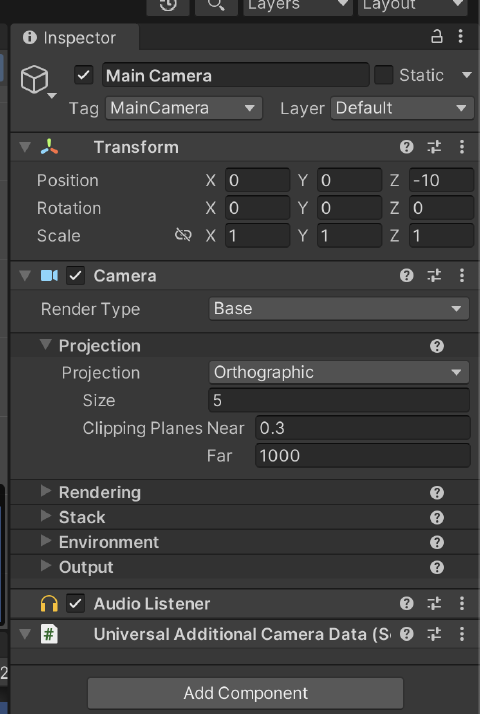 Layers Layout
Inspector
Main Camera Static
Tag MainCamera Layer Default
Transform
Position X 0 Y 0 Z -10
Rotation X 0 Y 0 Z 0
Scale X 1 Y 1 Z 1
Camera
Render Type Base
Projection
Projection Orthographic
Size 5
Clipping Planes Near 0.3
Far 1000
Rendering
Stack
Environment
Output
Audio Listener
# Universal Additional Camera Data (S
2
Add Component